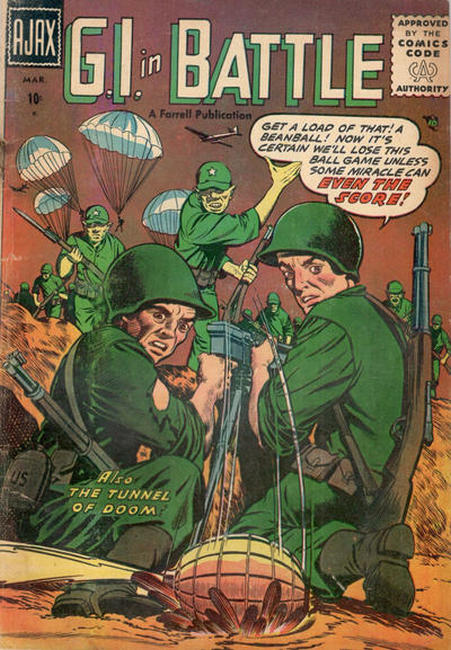 AJAX
MAR.
10¢
G.I. in BATTLE
A Farrell Publication
APPROVED
BY THE
COMICS
CODE
CA
AUTHORITY
GET A LOAD OF THAT! A
BEANBALL! NOW IT'S
CERTAIN WE'LL LOSE THIS
BALL GAME UNLESS
SOME MIRACLE CAN
EVEN THE
SCORE!
US
Also
THE TUNNEL
OF DOOM